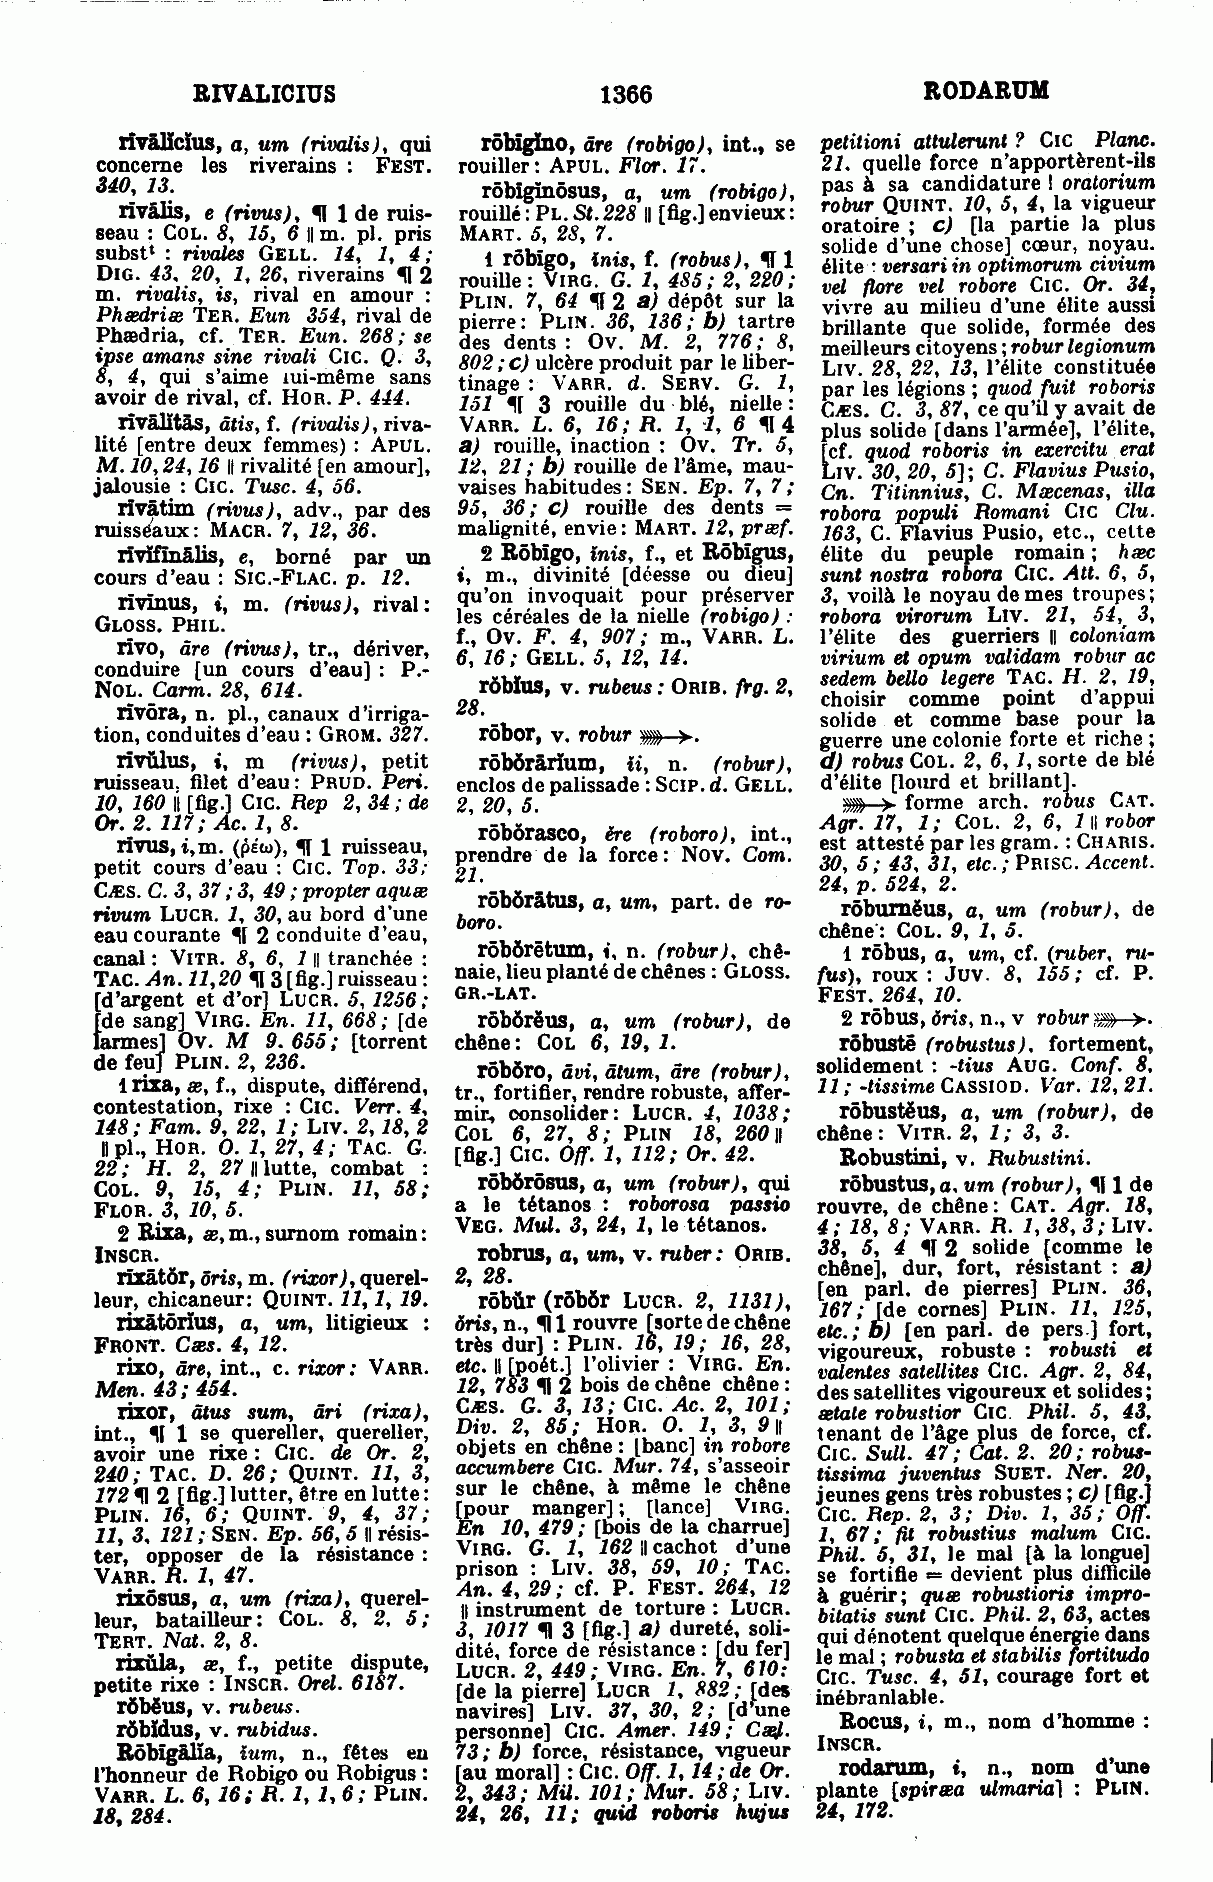 RIVALICIUS 1366 RODARUM
rīvālĭcĭus, a, um (rivalis), qui
concerne les riverains : FEST.
340, 13.
rīvālis, e (rivus), ¶ 1 de ruis-
seau : COL. 8, 15, 6 || m. pl. pris
substᵗ : rivales GELL. 14, 1, 4 ;
DIG. 43, 20, 1, 26, riverains ¶ 2
m. rivalis, is, rival en amour :
Phædriæ TER. Eun 354, rival de
Phædria, cf. TER. Eun. 268 ; se
ipse amans sine rivali CIC. Q. 3,
8, 4, qui s'aime lui-même sans
avoir de rival, cf. HOR. P. 444.
rīvālĭtās, ātis, f. (rivalis), riva-
lité [entre deux femmes) : APUL.
M. 10, 24, 16 || rivalité [en amour],
jalousie : CIC. Tusc. 4, 56.
rīvātim (rivus), adv., par des
ruisseaux : MACR. 7, 12, 36.
rīvĭfīnālis, e, borné par un
cours d'eau : SIC.-FLAC. p. 12.
rīvīnus, i, m. (rivus), rival :
GLOSS. PHIL.
rīvo, āre (rivus), tr., dériver,
conduire [un cours d'eau] : P.-
NOL. Carm. 28, 614.
rīvōra, n. pl., canaux d'irriga-
tion, conduites d'eau : GROM. 327.
rīvŭlus, i, m (rivus), petit
ruisseau, filet d'eau : PRUD. Peri.
10, 160 || [fig.] CIC. Rep 2, 34 ; de
Or. 2. 117 ; Ac. 1, 8.
rīvus, i, m. (ῥέω), ¶ 1 ruisseau,
petit cours d'eau : CIC. Top. 33 ;
CÆS. C. 3, 37 ; 3, 49 ; propter aquæ
rivum LUCR. 1, 30, au bord d'une
eau courante ¶ 2 conduite d'eau,
canal : VITR. 8, 6, 1 || tranchée :
TAC. An. 11, 20 ¶ 3 [fig.] ruisseau :
[d'argent et d'or] LUCR. 5, 1256 ;
[de sang] VIRG. En. 11, 668 ; [de
larmes] OV. M 9. 655 ; [torrent
de feu] PLIN. 2, 236.
1 rixa, æ, f., dispute, différend,
contestation, rixe : CIC. Verr. 4,
148 ; Fam. 9, 22, 1 ; LIV. 2, 18, 2
|| pl., HOR. O. 1, 27, 4 ; TAC. G.
22 ; H. 2, 27 || lutte, combat :
COL. 9, 15, 4 ; PLIN. 11, 58 ;
FLOR. 3, 10, 5.
2 Rixa, æ, m., surnom romain :
INSCR.
rixātŏr, ōris, m. (rixor), querel-
leur, chicaneur : QUINT. 11, 1, 19.
rixātōrĭus, a, um, litigieux :
FRONT. Cæs. 4, 12.
rixo, āre, int., c. rixor : VARR.
Men. 43 ; 454.
rixor, ātus sum, āri (rixa),
int., ¶ 1 se quereller, quereller,
avoir une rixe : CIC. de Or. 2,
240 ; TAC. D. 26 ; QUINT. 11, 3,
172 ¶ 2 [fig.] lutter, être en lutte :
PLIN. 16, 6 ; QUINT. 9, 4, 37 ;
11, 3, 121 ; SEN. Ep. 56, 5 || résis-
ter, opposer de la résistance :
VARR. R. 1, 47.
rixōsus, a, um (rixa), querel-
leur, batailleur : COL. 8, 2, 5 ;
TERT. Nat. 2, 8.
rixŭla, æ, f., petite dispute,
petite rixe : INSCR. Orel. 6187.
rŏbĕus, v. rubeus.
rŏbĭdus, v. rubidus.
Rōbīgālĭa, ĭum, n., fêtes en
l'honneur de Robigo ou Robigus :
VARR. L. 6, 16 ; R. 1, 1, 6 ; PLIN.
18, 284.
rōbīgĭno, āre (robigo), int., se
rouiller : APUL. Flor. 17.
rōbīgĭnōsus, a, um (robigo),
rouillé : PL. St. 228 || [fig.] envieux :
MART. 5, 28, 7.
1 rōbīgo, ĭnis, f. (robus), ¶ 1
rouille : VIRG. G. 1, 485 ; 2, 220 ;
PLIN. 7, 64 ¶ 2 a) dépôt sur la
pierre : PLIN. 36, 136 ; b) tartre
des dents : OV. M. 2, 776 ; 8,
802 ; c) ulcère produit par le liber-
tinage : VARR. d. SERV. G. 1,
151 ¶ 3 rouille du blé, nielle :
VARR. L. 6, 16 ; R. 1, 1, 6 ¶ 4
a) rouille, inaction : OV. Tr. 5,
12, 21 ; b) rouille de l'âme, mau-
vaises habitudes : SEN. Ep. 7, 7 ;
95, 36 ; c) rouille des dents =
malignité, envie : MART. 12, præf.
2 Rōbīgo, ĭnis, f., et Rōbīgus,
i, m., divinité [déesse ou dieu]
qu'on invoquait pour préserver
les céréales de la nielle (robigo) :
f., OV. F. 4, 907 ; m., VARR. L.
6, 16 ; GELL. 5, 12, 14.
rŏbĭus, v. rubeus : ORIB. frg. 2,
28.
rōbor, v. robur ➳.
rōbŏrārĭum, ĭi, n. (robur),
enclos de palissade : SCIP. d. GELL.
2, 20, 5.
rōbŏrasco, ĕre (roboro), int.,
prendre de la force : NOV. Com.
21.
rōbŏrātus, a, um, part. de ro-
boro.
rōbŏrētum, i, n. (robur), chê-
naie, lieu planté de chênes : GLOSS.
GR.-LAT.
rōbŏrĕus, a, um (robur), de
chêne : COL 6, 19, 1.
rōbŏro, āvi, ātum, āre (robur),
tr., fortifier, rendre robuste, affer-
mir, consolider : LUCR. 4, 1038 ;
COL 6, 27, 8 ; PLIN 18, 260 ||
[fig.] CIC. Off. 1, 112 ; Or. 42.
rōbŏrōsus, a, um (robur), qui
a le tétanos : roborosa passio
VEG. Mul. 3, 24, 1, le tétanos.
robrus, a, um, v. ruber : ORIB.
2, 28.
rōbŭr (rōbŏr LUCR. 2, 1131),
ŏris, n., ¶ 1 rouvre [sorte de chêne
très dur] : PLIN. 16, 19 ; 16, 28,
etc. || [poét.] l'olivier : VIRG. En.
12, 783 ¶ 2 bois de chêne chêne :
CÆS. G. 3, 13 ; CIC. Ac. 2, 101 ;
Div. 2, 85 ; HOR. O. 1, 3, 9 ||
objets en chêne : [banc] in robore
accumbere CIC. Mur. 74, s'asseoir
sur le chêne, à même le chêne
[pour manger] ; [lance] VIRG.
En 10, 479 ; [bois de la charrue]
VIRG. G. 1, 162 || cachot d'une
prison : LIV. 38, 59, 10 ; TAC.
An. 4, 29 ; cf. P. FEST. 264, 12
|| instrument de torture : LUCR.
3, 1017 ¶ 3 [fig.] a) dureté, soli-
dité, force de résistance : [du fer]
LUCR. 2, 449 ; VIRG. En. 7, 610 :
[de la pierre] LUCR 1, 882 ; [des
navires] LIV. 37, 30, 2 ; [d'une
personne] CIC. Amer. 149 ; Cæl.
73 ; b) force, résistance, vigueur
[au moral] : CIC. Off. 1, 14 ; de Or.
2, 343 ; Mil. 101 ; Mur. 58 ; LIV.
24, 26, 11 ; quid roboris hujus
petitioni attulerunt ? CIC Planc.
21, quelle force n'apportèrent-ils
pas à sa candidature ! oratorium
robur QUINT. 10, 5, 4, la vigueur
oratoire ; c) [la partie la plus
solide d'une chose] cœur, noyau.
élite : versari in optimorum civium
vel flore vel robore CIC. Or. 34,
vivre au milieu d'une élite aussi
brillante que solide, formée des
meilleurs citoyens ; robur legionum
LIV. 28, 22, 13, l'élite constituée
par les légions ; quod fuit roboris
CÆS. C. 3, 87, ce qu'il y avait de
plus solide [dans l'armée], l'élite,
[cf. quod roboris in exercitu erat
LIV. 30, 20, 5] ; C. Flavius Pusio,
Cn. Titinnius, C. Mæcenas, illa
robora populi Romani CIC Clu.
163, C. Flavius Pusio, etc., cette
élite du peuple romain ; hæc
sunt nostra robora CIC. Att. 6, 5,
3, voilà le noyau de mes troupes ;
robora virorum LIV. 21, 54, 3,
l'élite des guerriers || coloniam
virium et opum validam robur ac
sedem bello legere TAC. H. 2, 19,
choisir comme point d'appui
solide et comme base pour la
guerre une colonie forte et riche ;
d) robus COL. 2, 6, 1, sorte de blé
d'élite [lourd et brillant].
➳ forme arch. robus CAT.
Agr. 17, 1 ; COL. 2, 6, 1 || robor
est attesté par les gram. : CHARIS.
30, 5 ; 43, 31, etc. ; PRISC. Accent.
24, p. 524, 2.
rōburnĕus, a, um (robur), de
chêne : COL. 9, 1, 5.
1 rōbus, a, um, cf. (ruber, ru-
fus), roux : JUV. 8, 155 ; cf. P.
FEST. 264, 10.
2 rōbus, ŏris, n., v robur ➳.
rōbustē (robustus), fortement,
solidement : -tius AUG. Conf. 8,
11 ; -tissime CASSIOD. Var. 12, 21.
rōbustĕus, a, um (robur), de
chêne : VITR. 2, 1 ; 3, 3.
Robustini, v. Rubustini.
rōbustus, a, um (robur), ¶ 1 de
rouvre, de chêne : CAT. Agr. 18,
4 ; 18, 8 ; VARR. R. 1, 38, 3 ; LIV.
38, 5, 4 ¶ 2 solide [comme le
chêne], dur, fort, résistant : a)
[en parl. de pierres] PLIN. 36,
167 ; [de cornes] PLIN. 11, 125,
etc. ; b) [en parl. de pers.] fort,
vigoureux, robuste : robusti et
valentes satellites CIC. Agr. 2, 84,
des satellites vigoureux et solides ;
ætate robustior CIC. Phil. 5, 43,
tenant de l'âge plus de force, cf.
CIC. Sull. 47 ; Cat. 2. 20 ; robus-
tissima juventus SUET. Ner. 20,
jeunes gens très robustes ; c) [fig.]
CIC. Rep. 2, 3 ; Div. 1, 35 ; Off.
1, 67 ; fit robustius malum CIC.
Phil. 5, 31, le mal [à la longue]
se fortifie = devient plus difficile
à guérir ; quæ robustioris impro-
bitatis sunt CIC. Phil. 2, 63, actes
qui dénotent quelque énergie dans
le mal ; robusta et stabilis fortitudo
CIC. Tusc. 4, 51, courage fort et
inébranlable.
Rocus, i, m., nom d'homme :
INSCR.
rodarum, i, n., nom d'une
plante [spiræa ulmaria] : PLIN.
24, 172.